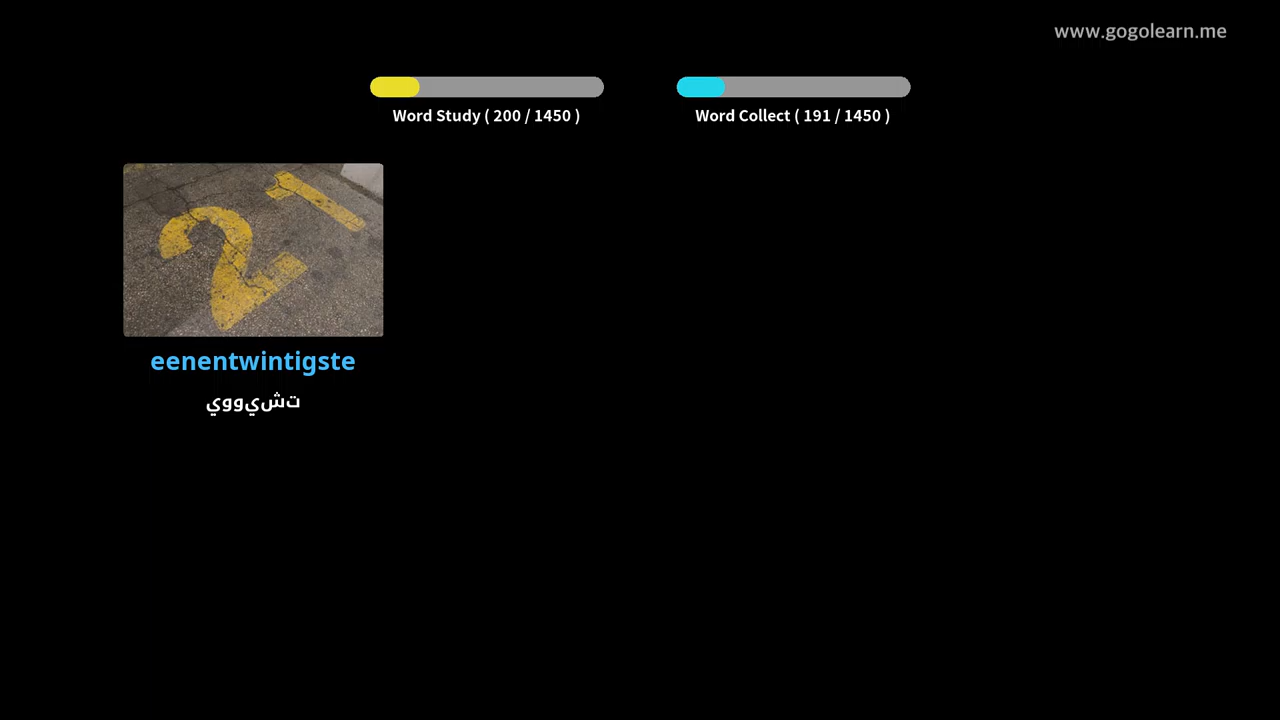 www.gogolearn.me
Word Study ( 200 / 1450 )
Word Collect ( 191 / 1450 )
21
eenentwintigste
تشيووي